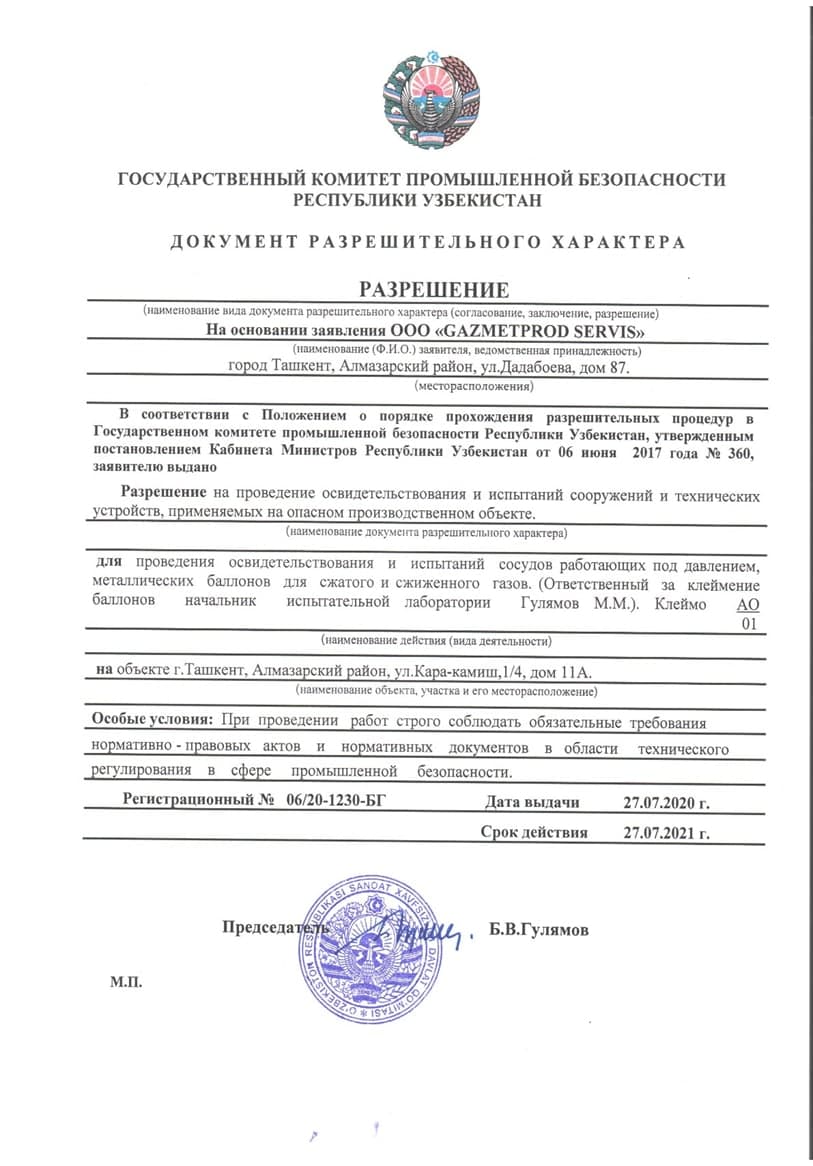 ГОСУДАРСТВЕННЫЙ КОМИТЕТ ПРОМЫШЛЕННОЙ БЕЗОПАСНОСТИ
РЕСПУБЛИКИ УЗБЕКИСТАН
ДОКУМЕНТ РАЗРЕШИТЕЛЬНОГО ХАРАКТЕРА
РАЗРЕШЕНИЕ
(наименование вида документа разрешительного характера (согласование, заключение, разрешение)
На основании заявления ООО «GAZMETPROD SERVIS»
(наименование (Ф.И.О.) заявителя, ведомственная принадлежность)
город Ташкент, Алмазарский район, ул.Дадабоева, дом 87.
(месторасположения)
В соответствии с Положением о порядке прохождения разрешительных процедур в
Государственном комитете промышленной безопасности Республики Узбекистан, утвержденным
постановлением Кабинета Министров Республики Узбекистан от 06 июня 2017 года № 360,
заявителю выдано
Разрешение на проведение освидетельствования и испытаний сооружений и технических
устройств, применяемых на опасном производственном объекте.
(наименование документа разрешительного характера)
для проведения освидетельствования и испытаний сосудов работающих под давлением,
металлических баллонов для сжатого и сжиженного газов. (Ответственный за клеймение
баллонов начальник испытательной лаборатории Гулямов М.М.). Клеймо АО
01
(наименование действия (вида деятельности)
на объекте г.Ташкент, Алмазарский район, ул.Кара-камиш,1/4, дом 11А.
(наименование объекта, участка и его месторасположение)
Особые условия: При проведении работ строго соблюдать обязательные требования
нормативно - правовых актов и нормативных документов в области технического
регулирования в сфере промышленной безопасности.
Регистрационный № 06/20-1230-БГ Дата выдачи 27.07.2020 г.
Срок действия 27.07.2021 г.
Председатель Б.В.Гулямов
М.П.
O'ZBEKISTON RESPUBLIKASI SANOAT XAVFSIZLIGI DAVLAT QO'MITASI